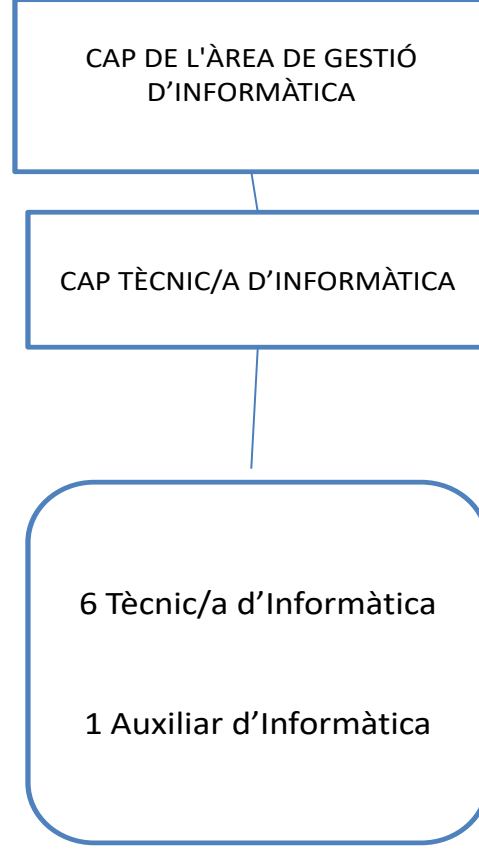 CAP DE L'ÀREA DE GESTIÓ
D’INFORMÀTICA
CAP TÈCNIC/A D’INFORMÀTICA
6 Tècnic/a d’Informàtica
1 Auxiliar d’Informàtica